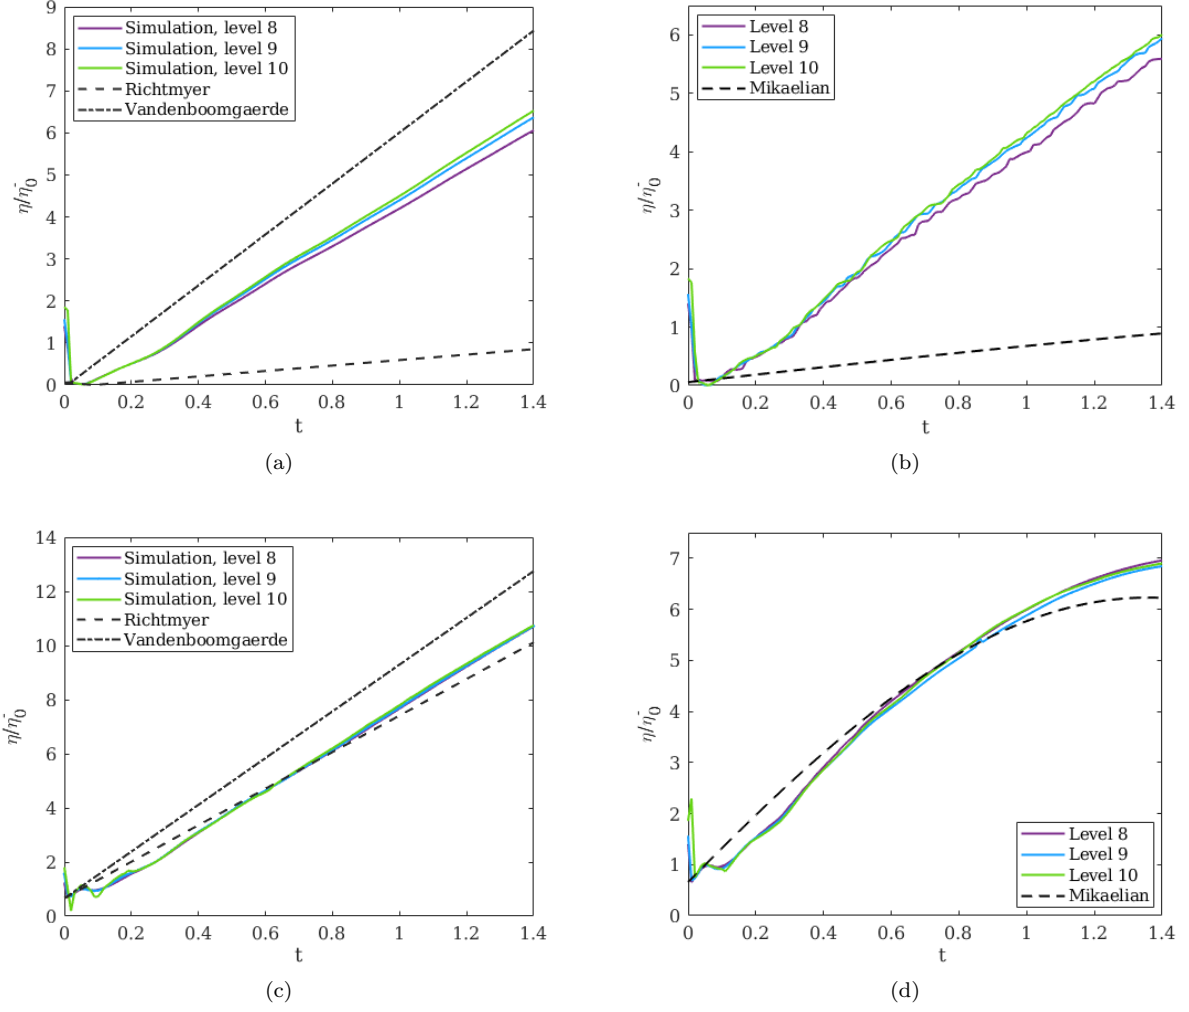 9
8
7
6
5
4
3
2
1
0
η/η₀⁻
Simulation, level 8
Simulation, level 9
Simulation, level 10
Richtmyer
Vandenboomgaerde
0 0.2 0.4 0.6 0.8 1 1.2 1.4
t
(a)
6
5
4
3
2
1
0
η/η₀⁻
Level 8
Level 9
Level 10
Mikaelian
0 0.2 0.4 0.6 0.8 1 1.2 1.4
t
(b)
14
12
10
8
6
4
2
0
η/η₀⁻
Simulation, level 8
Simulation, level 9
Simulation, level 10
Richtmyer
Vandenboomgaerde
0 0.2 0.4 0.6 0.8 1 1.2 1.4
t
(c)
7
6
5
4
3
2
1
0
η/η₀⁻
Level 8
Level 9
Level 10
Mikaelian
0 0.2 0.4 0.6 0.8 1 1.2 1.4
t
(d)